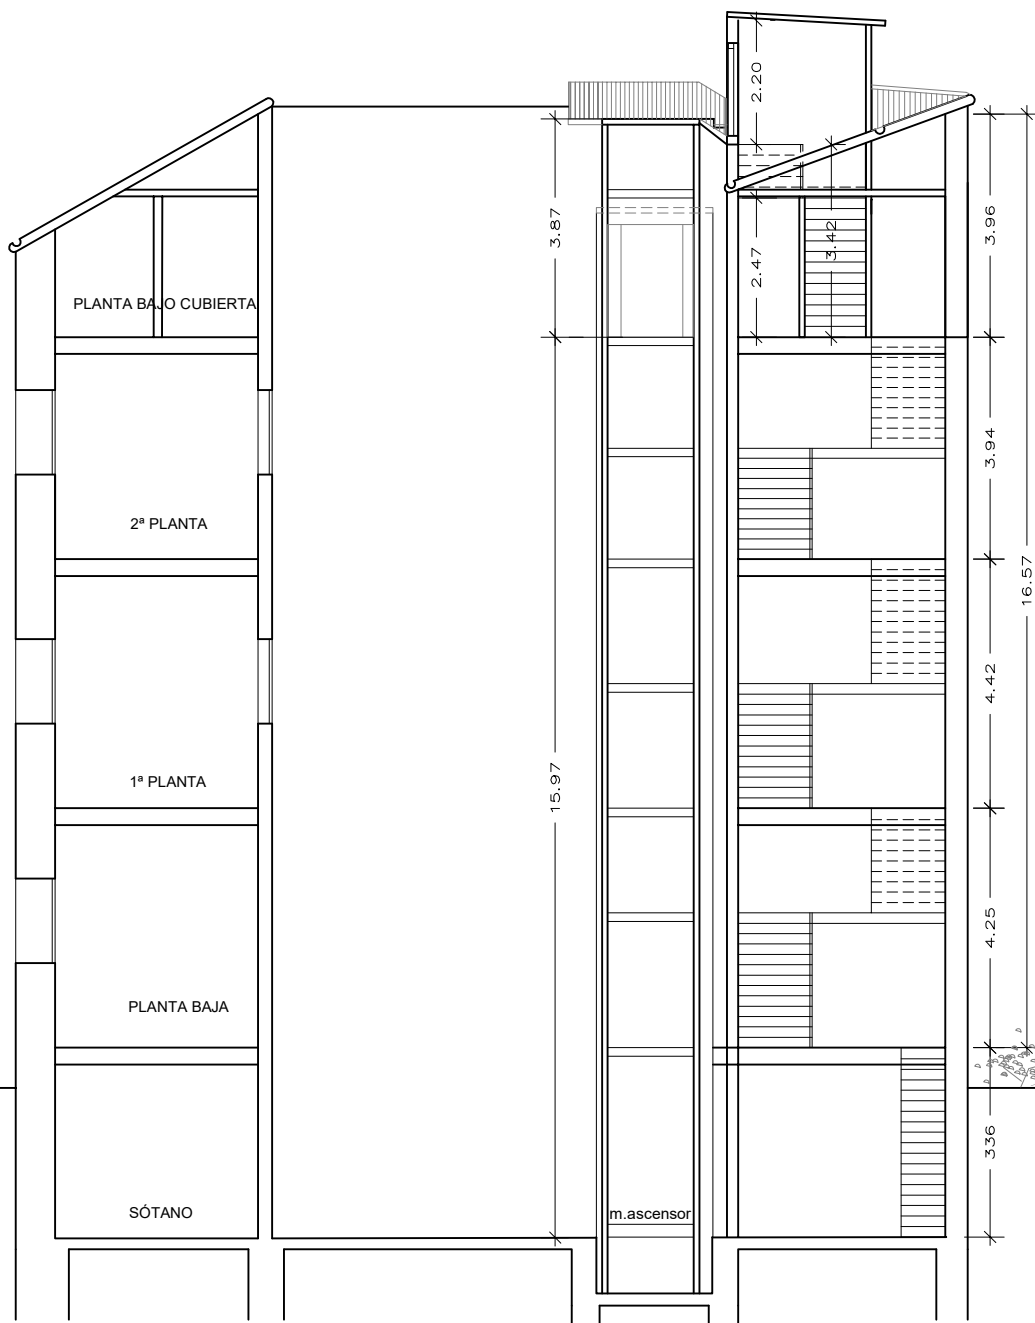 2.20
3.87
3.42
2.47
3.96
PLANTA BAJO CUBIERTA
3.94
2ª PLANTA
16.57
4.42
1ª PLANTA
15.97
4.25
PLANTA BAJA
336
SÓTANO
m.ascensor